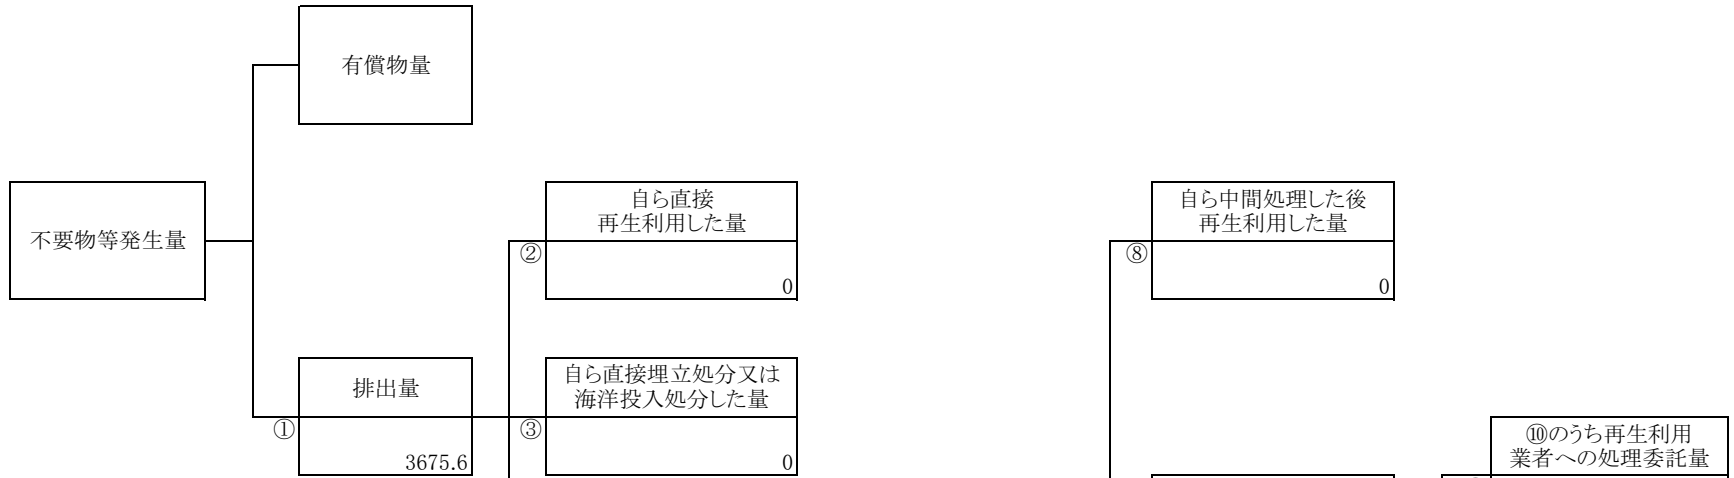 有償物量
不要物等発生量
自ら直接
再生利用した量
②
0
自ら中間処理した後
再生利用した量
⑧
0
排出量
①
3675.6
自ら直接埋立処分又は
海洋投入処分した量
③
0
⑩のうち再生利用
業者への処理委託量